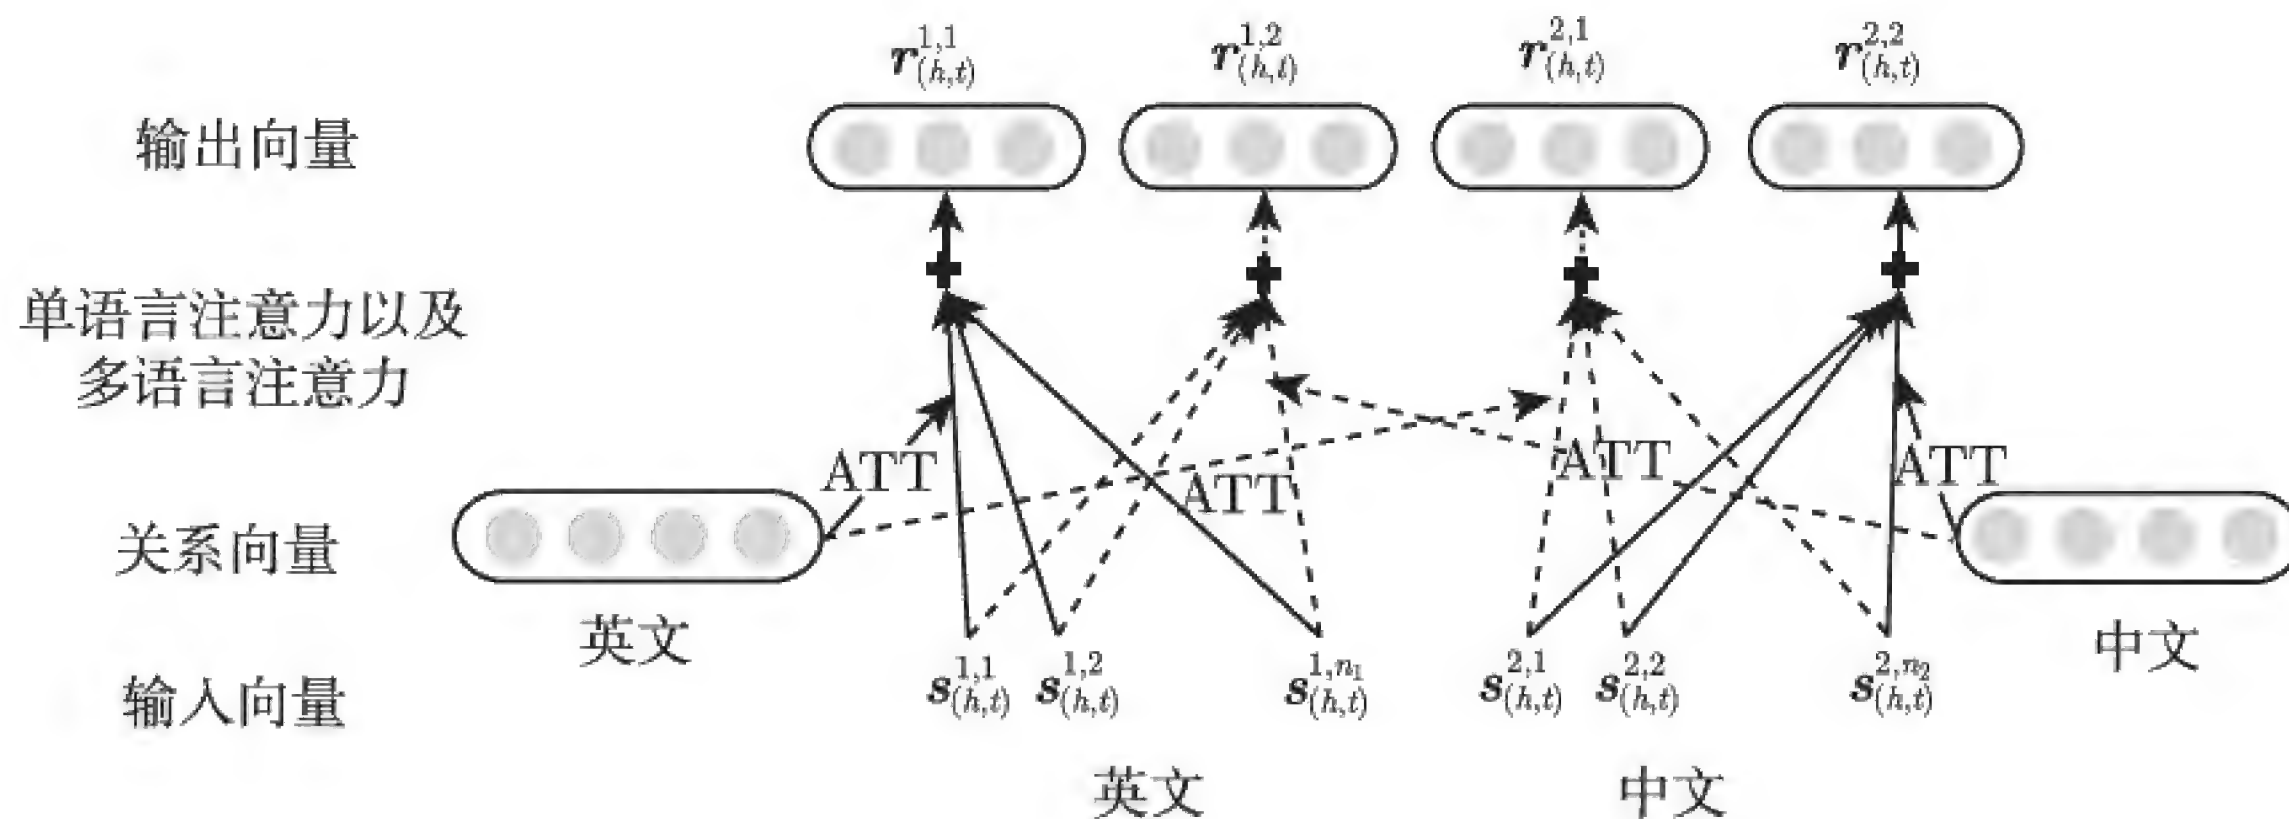 r^{1,1}_{(h,t)} r^{1,2}_{(h,t)} r^{2,1}_{(h,t)} r^{2,2}_{(h,t)}
输出向量
单语言注意力以及
多语言注意力
ATT ATT ATT ATT
关系向量
英文 中文
输入向量 s^{1,1}_{(h,t)} s^{1,2}_{(h,t)} s^{1,n_1}_{(h,t)} s^{2,1}_{(h,t)} s^{2,2}_{(h,t)} s^{2,n_2}_{(h,t)}
英文 中文